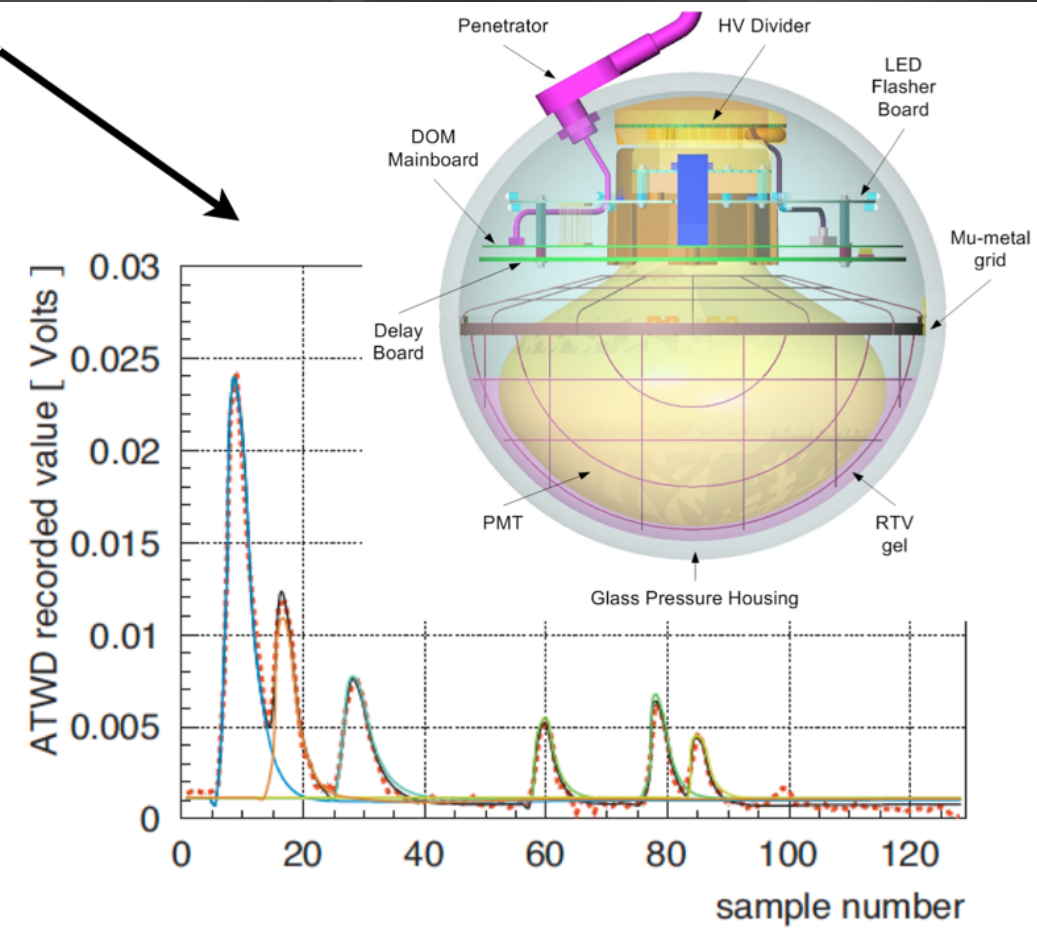 Penetrator
HV Divider
LED
Flasher
Board
DOM
Mainboard
Mu-metal
grid
Delay
Board
PMT
RTV
gel
Glass Pressure Housing
ATWD recorded value [ Volts ]
0.03
0.025
0.02
0.015
0.01
0.005
0
0 20 40 60 80 100 120
sample number